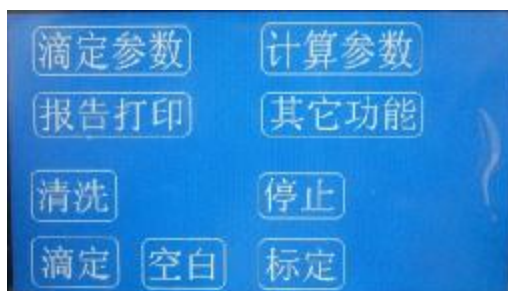 滴定参数 计算参数
报告打印 其它功能
清洗 停止
滴定 空白 标定